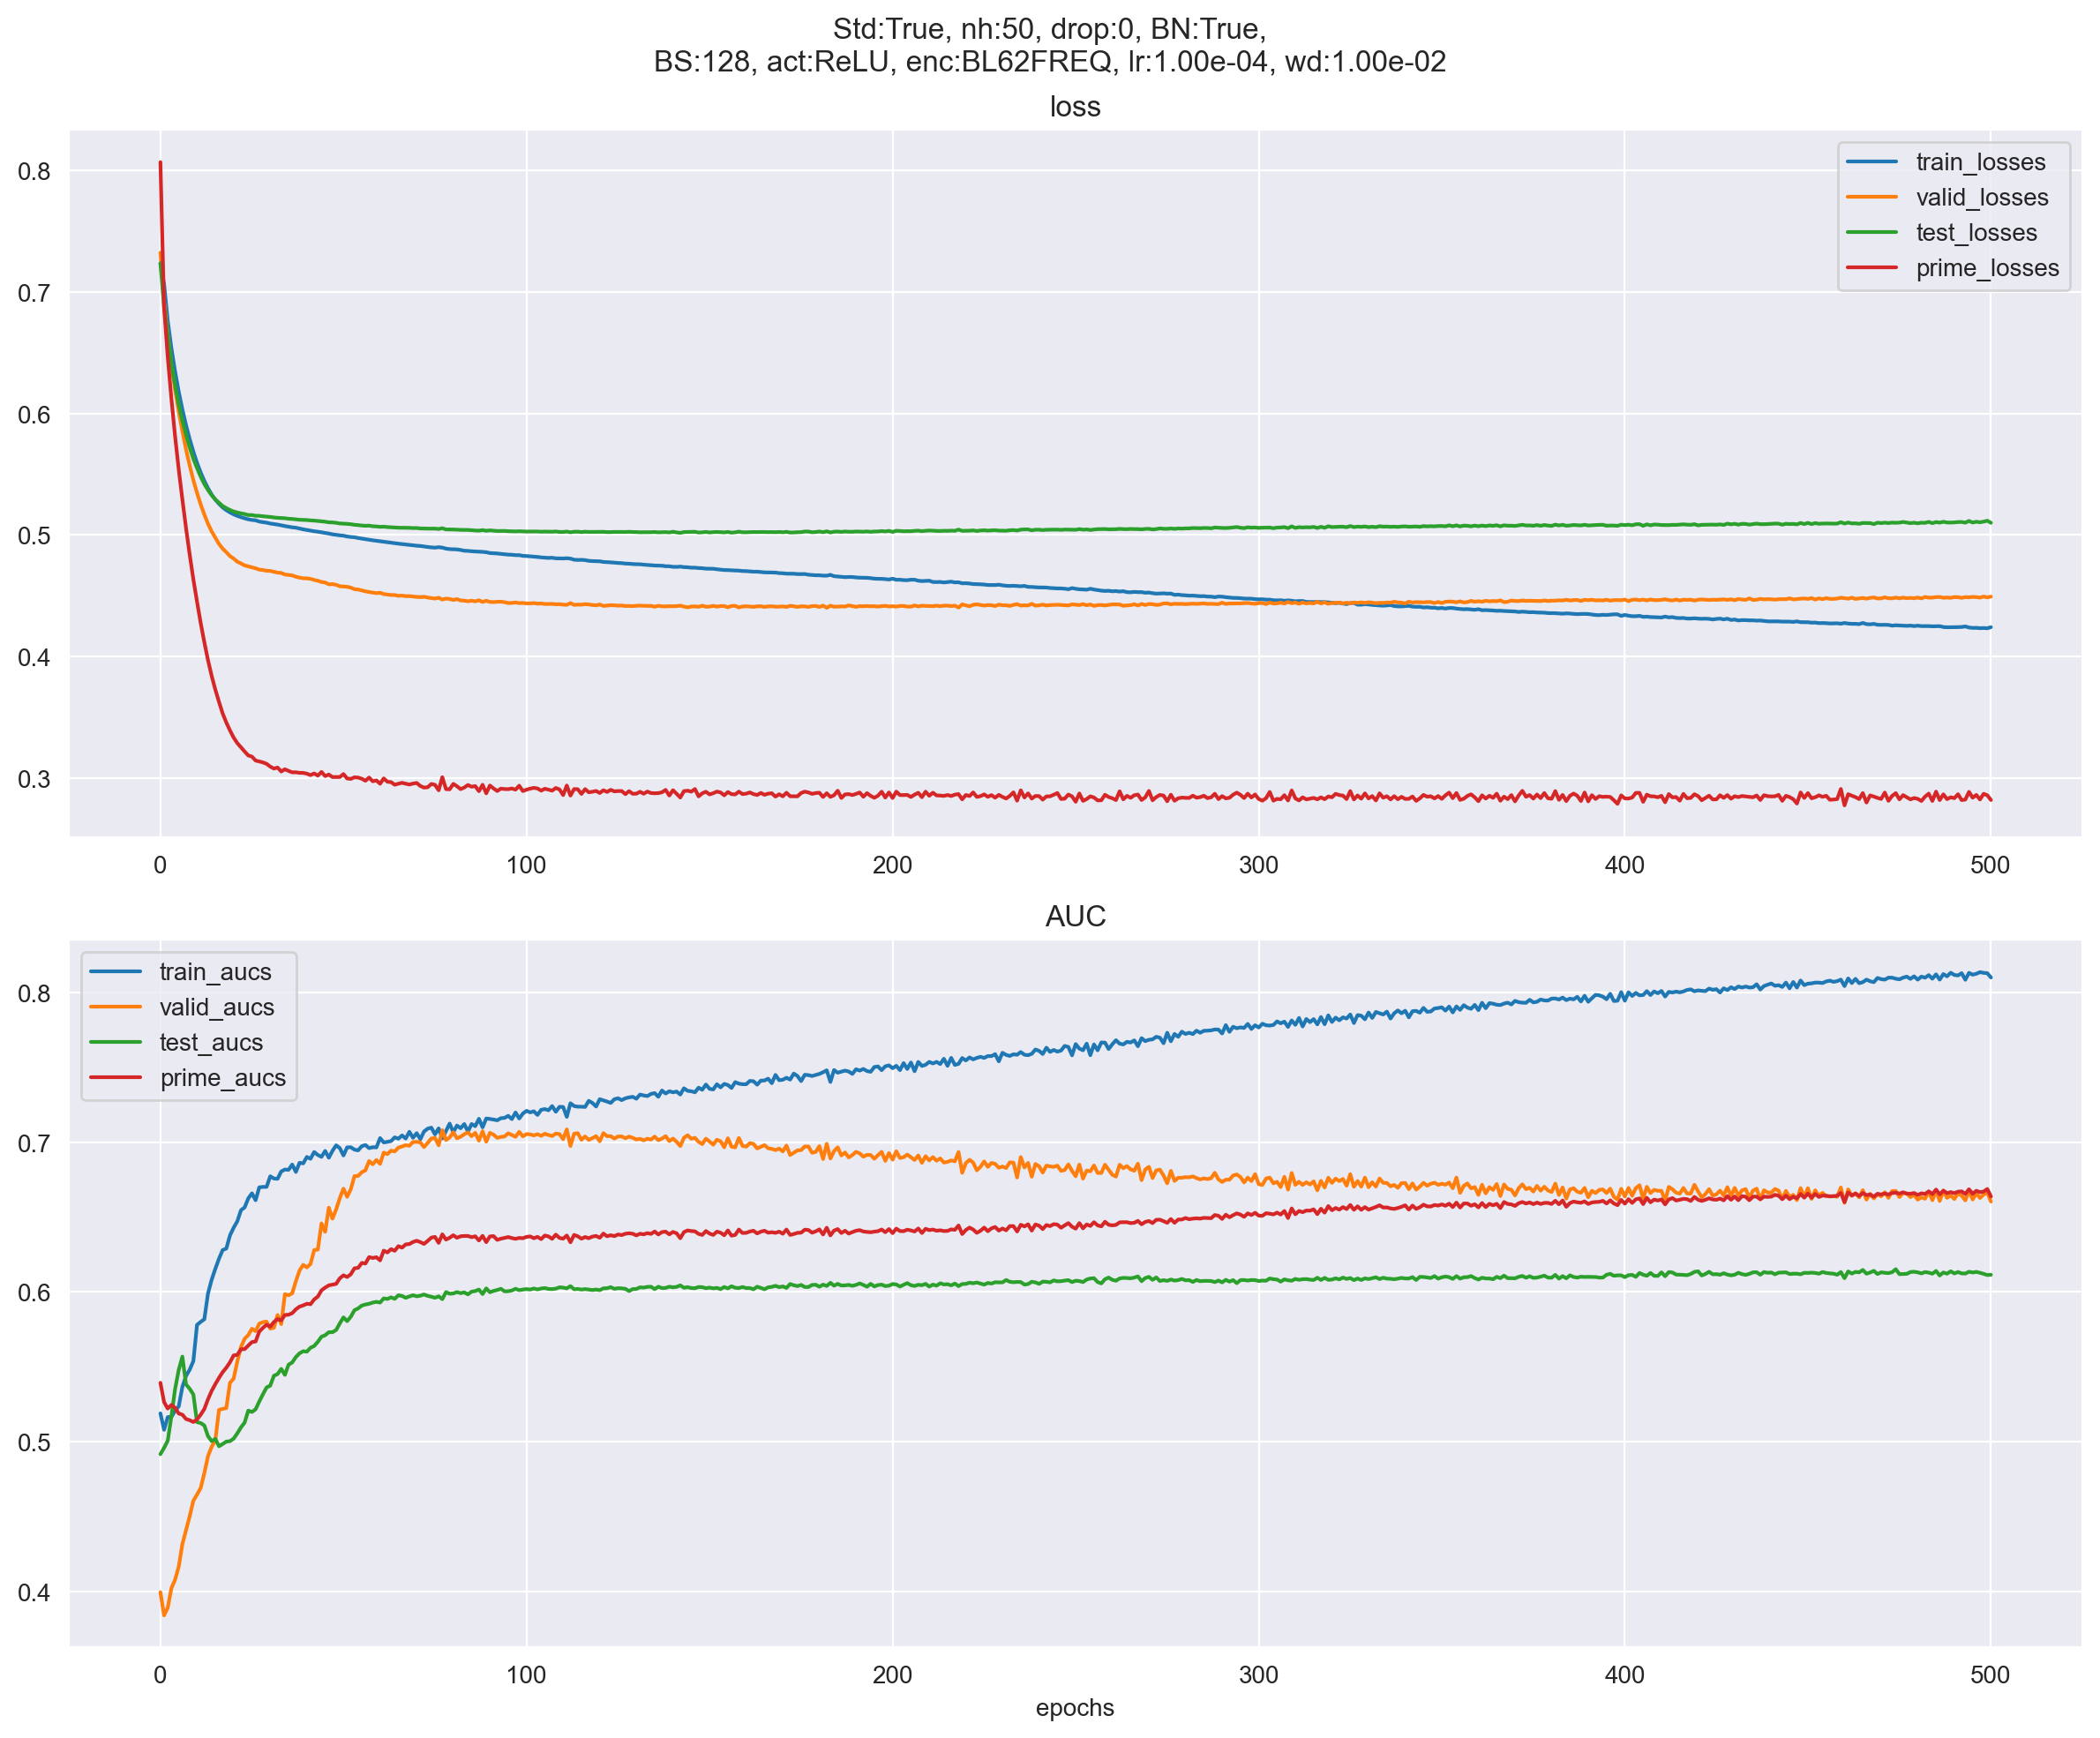 Std:True, nh:50, drop:0, BN:True,
BS:128, act:ReLU, enc:BL62FREQ, lr:1.00e-04, wd:1.00e-02
loss
0.8
0.7
0.6
0.5
0.4
0.3
train_losses
valid_losses
test_losses
prime_losses
0 100 200 300 400 500
AUC
0.8
0.7
0.6
0.5
0.4
train_aucs
valid_aucs
test_aucs
prime_aucs
0 100 200 300 400 500
epochs